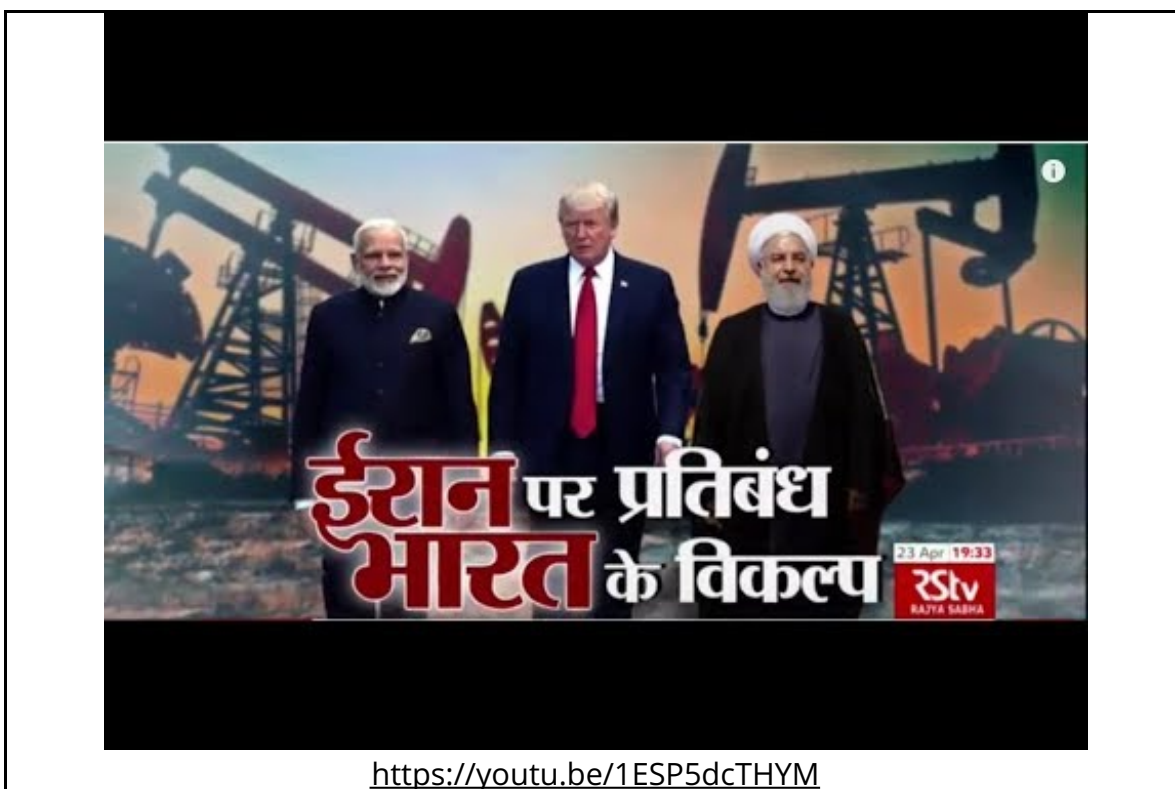 ईरान पर प्रतिबंध
भारत के विकल्प
23 Apr 19:33
RStv
RAJYA SABHA
https://youtu.be/1ESP5dcTHYM